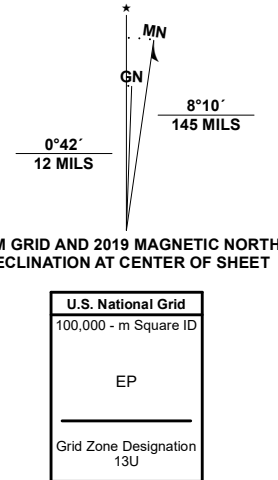 MN
GN
8°10´
145 MILS
0°42´
12 MILS
M GRID AND 2019 MAGNETIC NORTH
ECLINATION AT CENTER OF SHEET
U.S. National Grid
100,000 - m Square ID
EP
Grid Zone Designation
13U